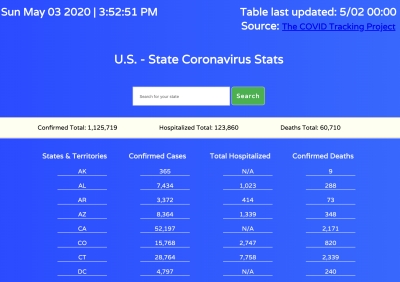 Sun May 03 2020 | 3:52:51 PM
Table last updated: 5/02 00:00
Source: The COVID Tracking Project
U.S. - State Coronavirus Stats
Search for your state
Search
Confirmed Total: 1,125,719 Hospitalized Total: 123,860 Deaths Total: 60,710
States & Territories Confirmed Cases Total Hospitalized Confirmed Deaths
AK 365 N/A 9
AL 7,434 1,023 288
AR 3,372 414 73
AZ 8,364 1,339 348
CA 52,197 N/A 2,171
CO 15,768 2,747 820
CT 28,764 7,758 2,339
DC 4,797 N/A 240